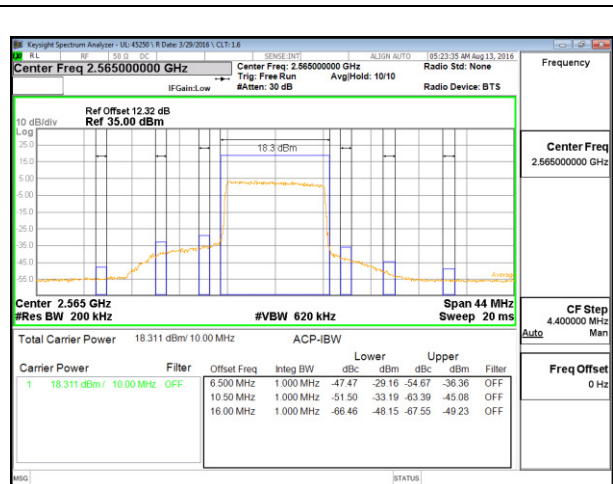 Keysight Spectrum Analyzer - UL: 45250 \ R Date: 3/29/2016 \ CLT: 1.6
RL RF 50 Ω DC SENSE:INT ALIGN AUTO 05:23:35 AM Aug 13, 2016
Center Freq 2.565000000 GHz
Center Freq: 2.565000000 GHz
Radio Std: None
Trig: Free Run Avg|Hold: 10/10
IFGain:Low #Atten: 30 dB Radio Device: BTS
Frequency
Ref Offset 12.32 dB
10 dB/div Ref 35.00 dBm
Log
25.0
15.0
5.00
-5.00
-15.0
-25.0
-35.0
-45.0
-55.0
18.3 dBm
Average
Center 2.565 GHz Span 44 MHz
#Res BW 200 kHz #VBW 620 kHz Sweep 20 ms
Total Carrier Power 18.311 dBm/ 10.00 MHz ACP-IBW
Carrier Power Filter
1 18.311 dBm / 10.00 MHz OFF
Lower Upper
Offset Freq Integ BW dBc dBm dBc dBm Filter
6.500 MHz 1.000 MHz -47.47 -29.16 -54.67 -36.36 OFF
10.50 MHz 1.000 MHz -51.50 -33.19 -63.39 -45.08 OFF
16.00 MHz 1.000 MHz -66.46 -48.15 -67.55 -49.23 OFF
Center Freq
2.565000000 GHz
CF Step
4.400000 MHz
Auto Man
Freq Offset
0 Hz
MSG STATUS